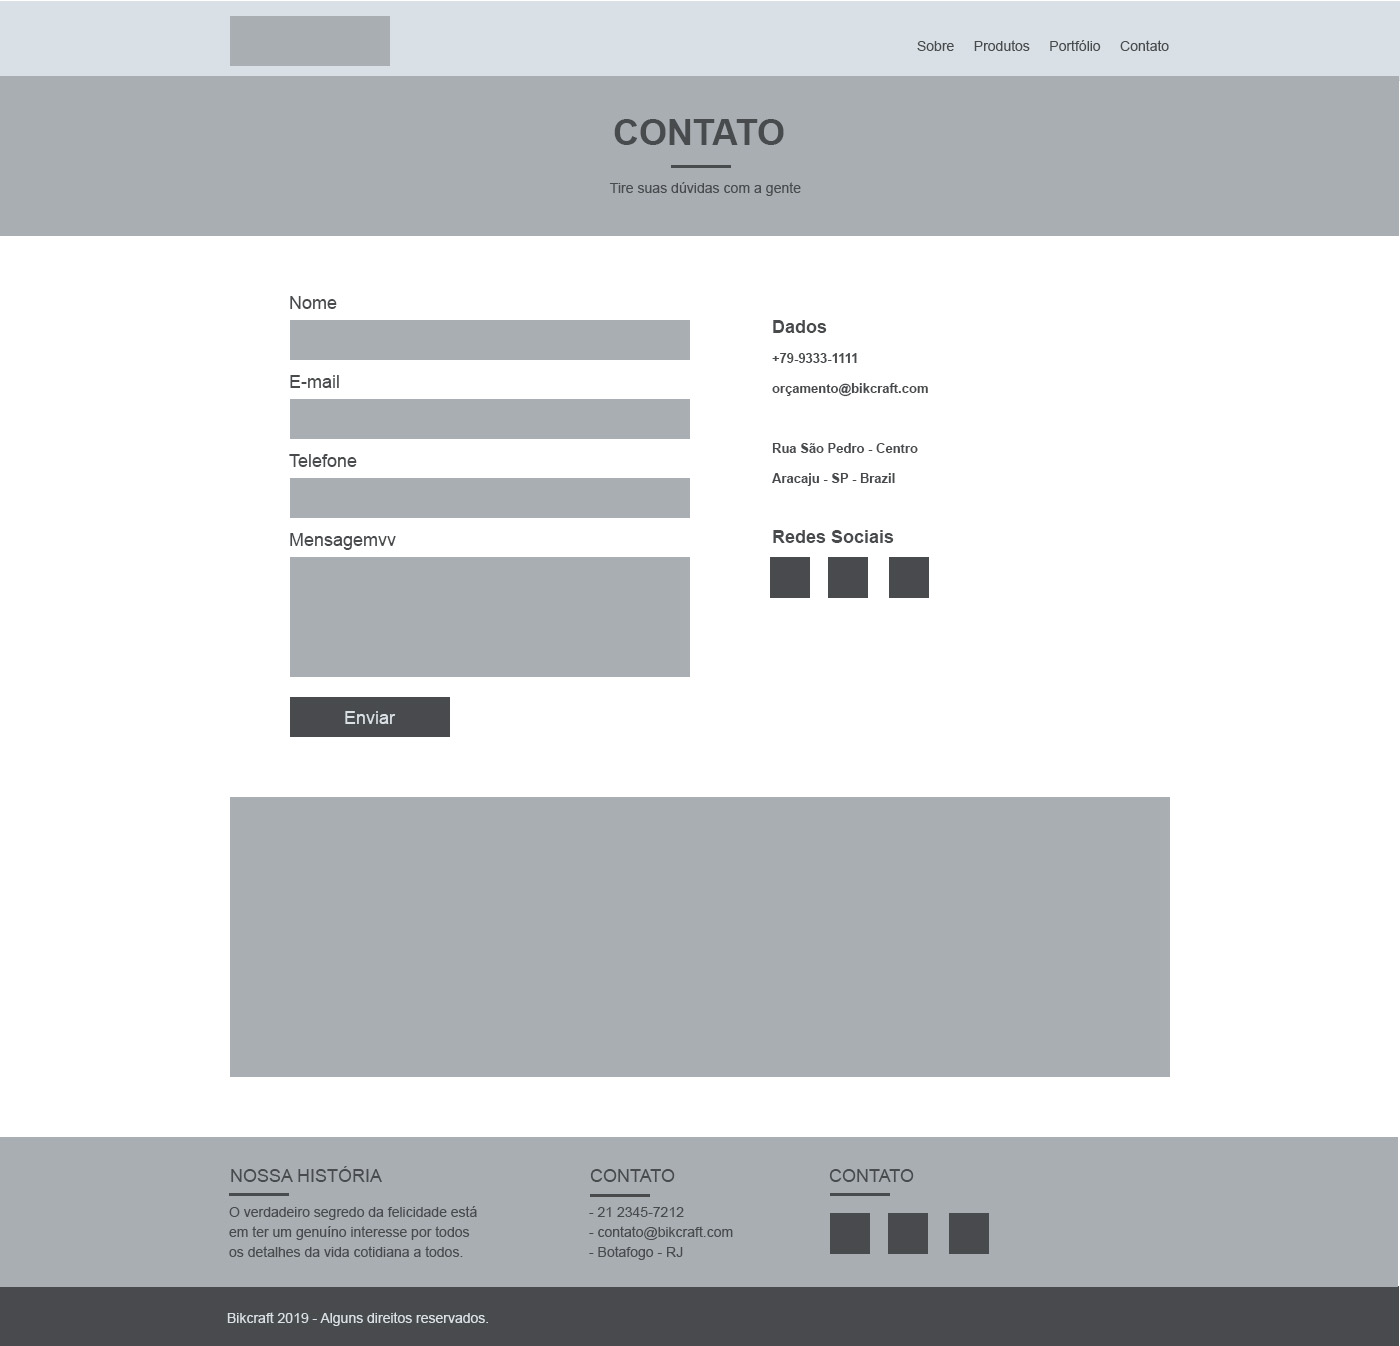 Sobre Produtos Portfólio Contato
CONTATO
Tire suas dúvidas com a gente
Nome
E-mail
Telefone
Mensagemvv
Enviar
Dados
+79-9333-1111
orçamento@bikcraft.com
Rua São Pedro - Centro
Aracaju - SP - Brazil
Redes Sociais
NOSSA HISTÓRIA
O verdadeiro segredo da felicidade está
em ter um genuíno interesse por todos
os detalhes da vida cotidiana a todos.
CONTATO
- 21 2345-7212
- contato@bikcraft.com
- Botafogo - RJ
CONTATO
Bikcraft 2019 - Alguns direitos reservados.